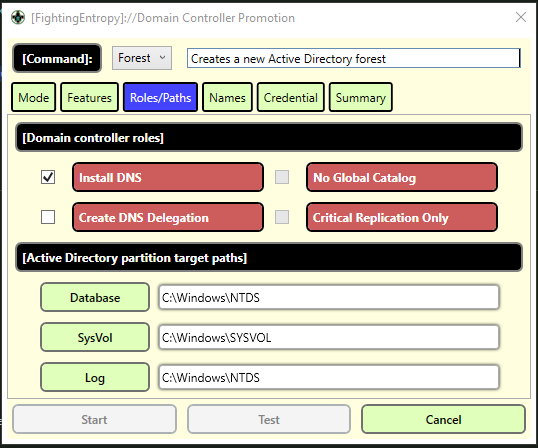 [FightingEntropy]://Domain Controller Promotion
[Command]: Forest Creates a new Active Directory forest
Mode Features Roles/Paths Names Credential Summary
[Domain controller roles]
Install DNS No Global Catalog
Create DNS Delegation Critical Replication Only
[Active Directory partition target paths]
Database C:\Windows\NTDS
SysVol C:\Windows\SYSVOL
Log C:\Windows\NTDS
Start Test Cancel